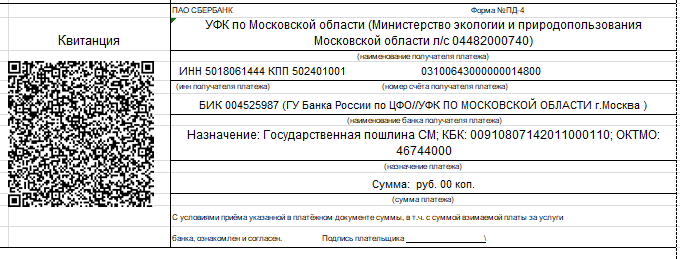 ПАО СБЕРБАНК Форма №ПД-4
УФК по Московской области (Министерство экологии и природопользования
Московской области л/с 04482000740)
Квитанция
(наименование получателя платежа)
ИНН 5018061444 КПП 502401001 03100643000000014800
(инн получателя платежа) (номер счёта получателя платежа)
БИК 004525987 (ГУ Банка России по ЦФО//УФК ПО МОСКОВСКОЙ ОБЛАСТИ г.Москва )
(наименование банка получателя платежа)
Назначение: Государственная пошлина СМ; КБК: 00910807142011000110; ОКТМО:
46744000
(назначение платежа)
Сумма: руб. 00 коп.
(сумма платежа)
С условиями приёма указанной в платёжном документе суммы, в т.ч. с суммой взимаемой платы за услуги
банка, ознакомлен и согласен. Подпись плательщика